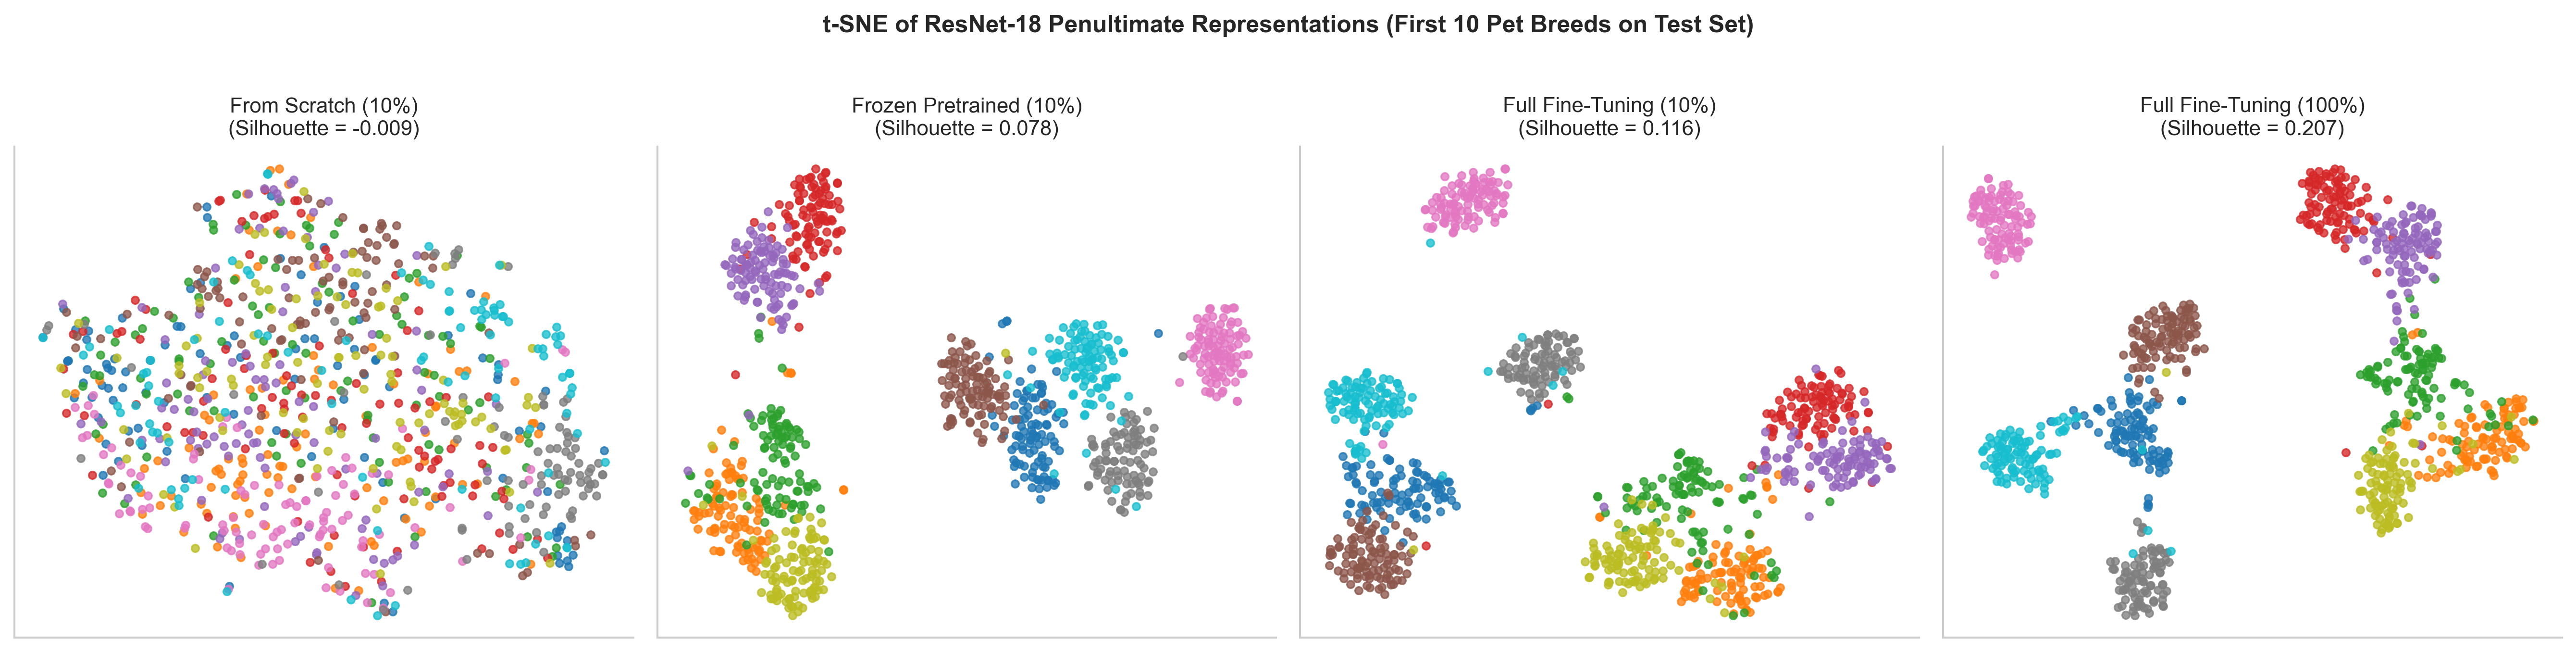 t-SNE of ResNet-18 Penultimate Representations (First 10 Pet Breeds on Test Set)
From Scratch (10%)
(Silhouette = -0.009)
Frozen Pretrained (10%)
(Silhouette = 0.078)
Full Fine-Tuning (10%)
(Silhouette = 0.116)
Full Fine-Tuning (100%)
(Silhouette = 0.207)